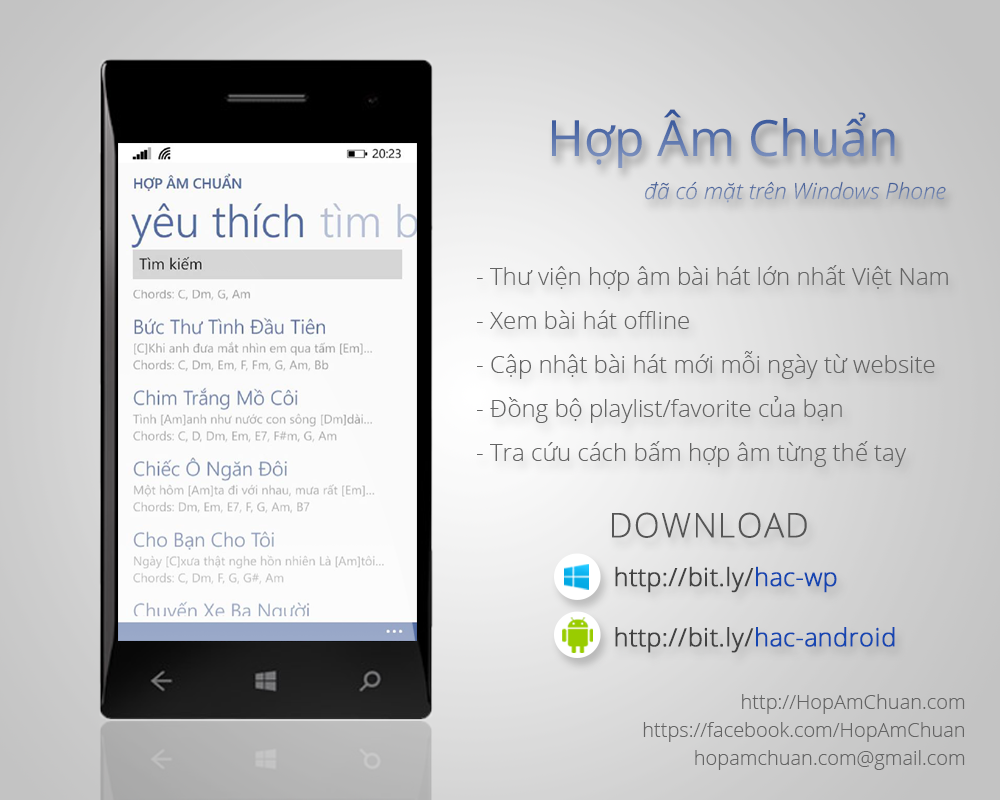 20:23
HỢP ÂM CHUẨN
yêu thích tìm b
Tìm kiếm
Chords: C, Dm, G, Am
Bức Thư Tình Đầu Tiên
[C]Khi anh đưa mắt nhìn em qua tấm [Em]...
Chords: C, Dm, Em, F, Fm, G, Am, Bb
Chim Trắng Mồ Côi
Tình [Am]anh như nước con sông [Dm]dài...
Chords: C, D, Dm, Em, E7, F#m, G, Am
Chiếc Ô Ngăn Đôi
Một hôm [Am]ta đi với nhau, mưa rất [Em]...
Chords: Dm, Em, E7, F, G, Am, B7
Cho Bạn Cho Tôi
Ngày [C]xưa thật nghe hồn nhiên Là [Am]tôi...
Chords: C, Dm, F, G, G#, Am
Chuyến Xe Ba Người
Hợp Âm Chuẩn
đã có mặt trên Windows Phone
- Thư viện hợp âm bài hát lớn nhất Việt Nam
- Xem bài hát offline
- Cập nhật bài hát mới mỗi ngày từ website
- Đồng bộ playlist/favorite của bạn
- Tra cứu cách bấm hợp âm từng thế tay
DOWNLOAD
http://bit.ly/hac-wp
http://bit.ly/hac-android
http://HopAmChuan.com
https://facebook.com/HopAmChuan
hopamchuan.com@gmail.com